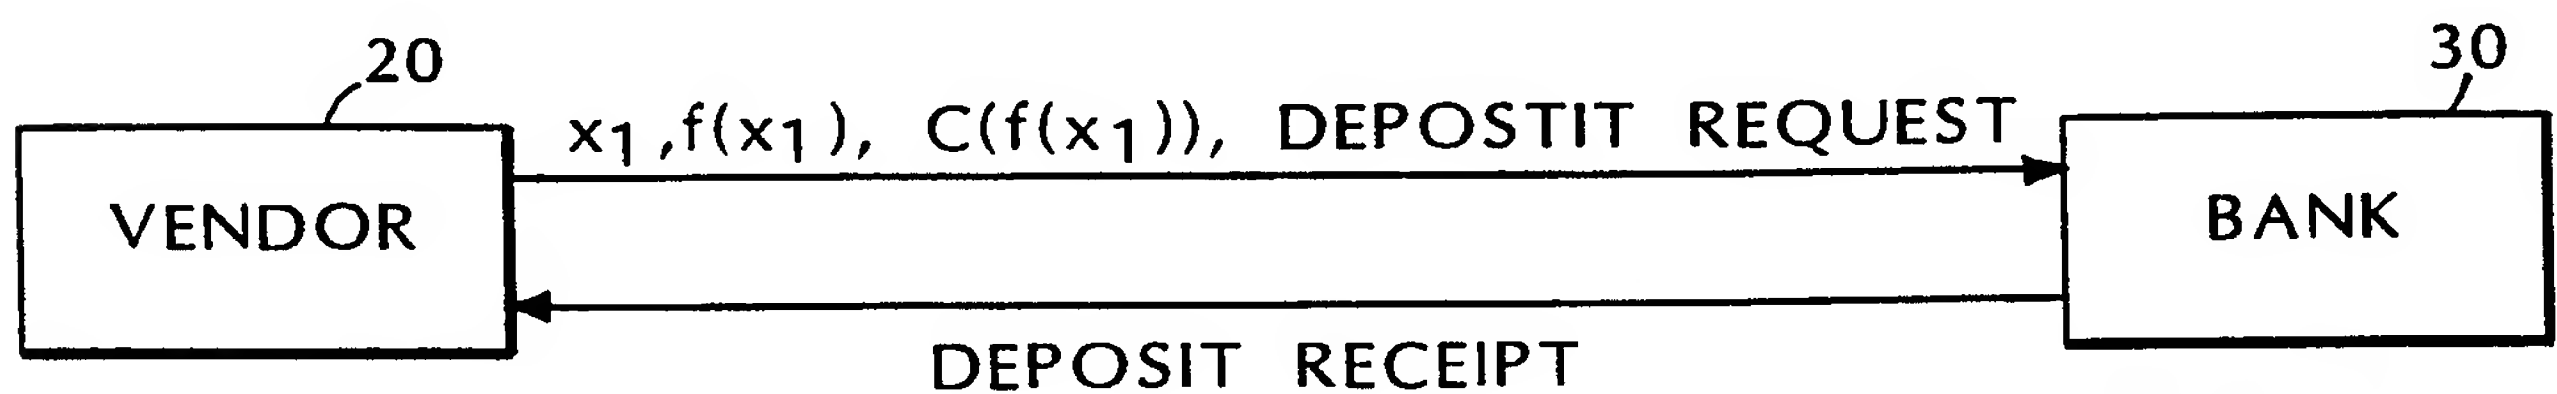 20
30
x1,f(x1), C(f(x1)), DEPOSTIT REQUEST
VENDOR
BANK
DEPOSIT RECEIPT